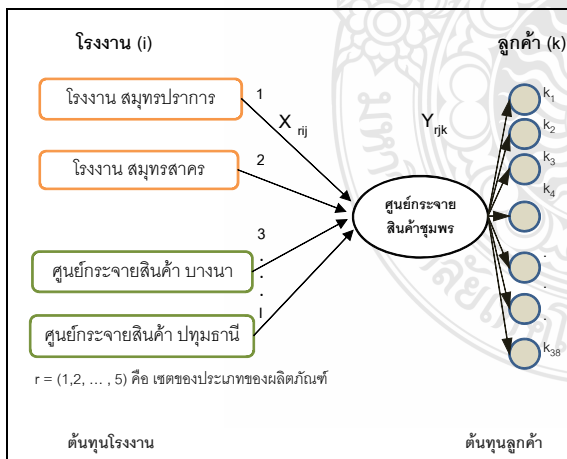 โรงงาน (i)
ลูกค้า (k)
โรงงาน สมุทรปราการ
1
X rij
Y rjk
k1
k2
k3
k4
โรงงาน สมุทรสาคร
2
ศูนย์กระจาย
สินค้าชุมพร
3
.
.
I
ศูนย์กระจายสินค้า บางนา
ศูนย์กระจายสินค้า ปทุมธานี
.
.
.
k38
r = (1,2, ... , 5) คือ เซตของประเภทของผลิตภัณฑ์
ต้นทุนโรงงาน
ต้นทุนลูกค้า